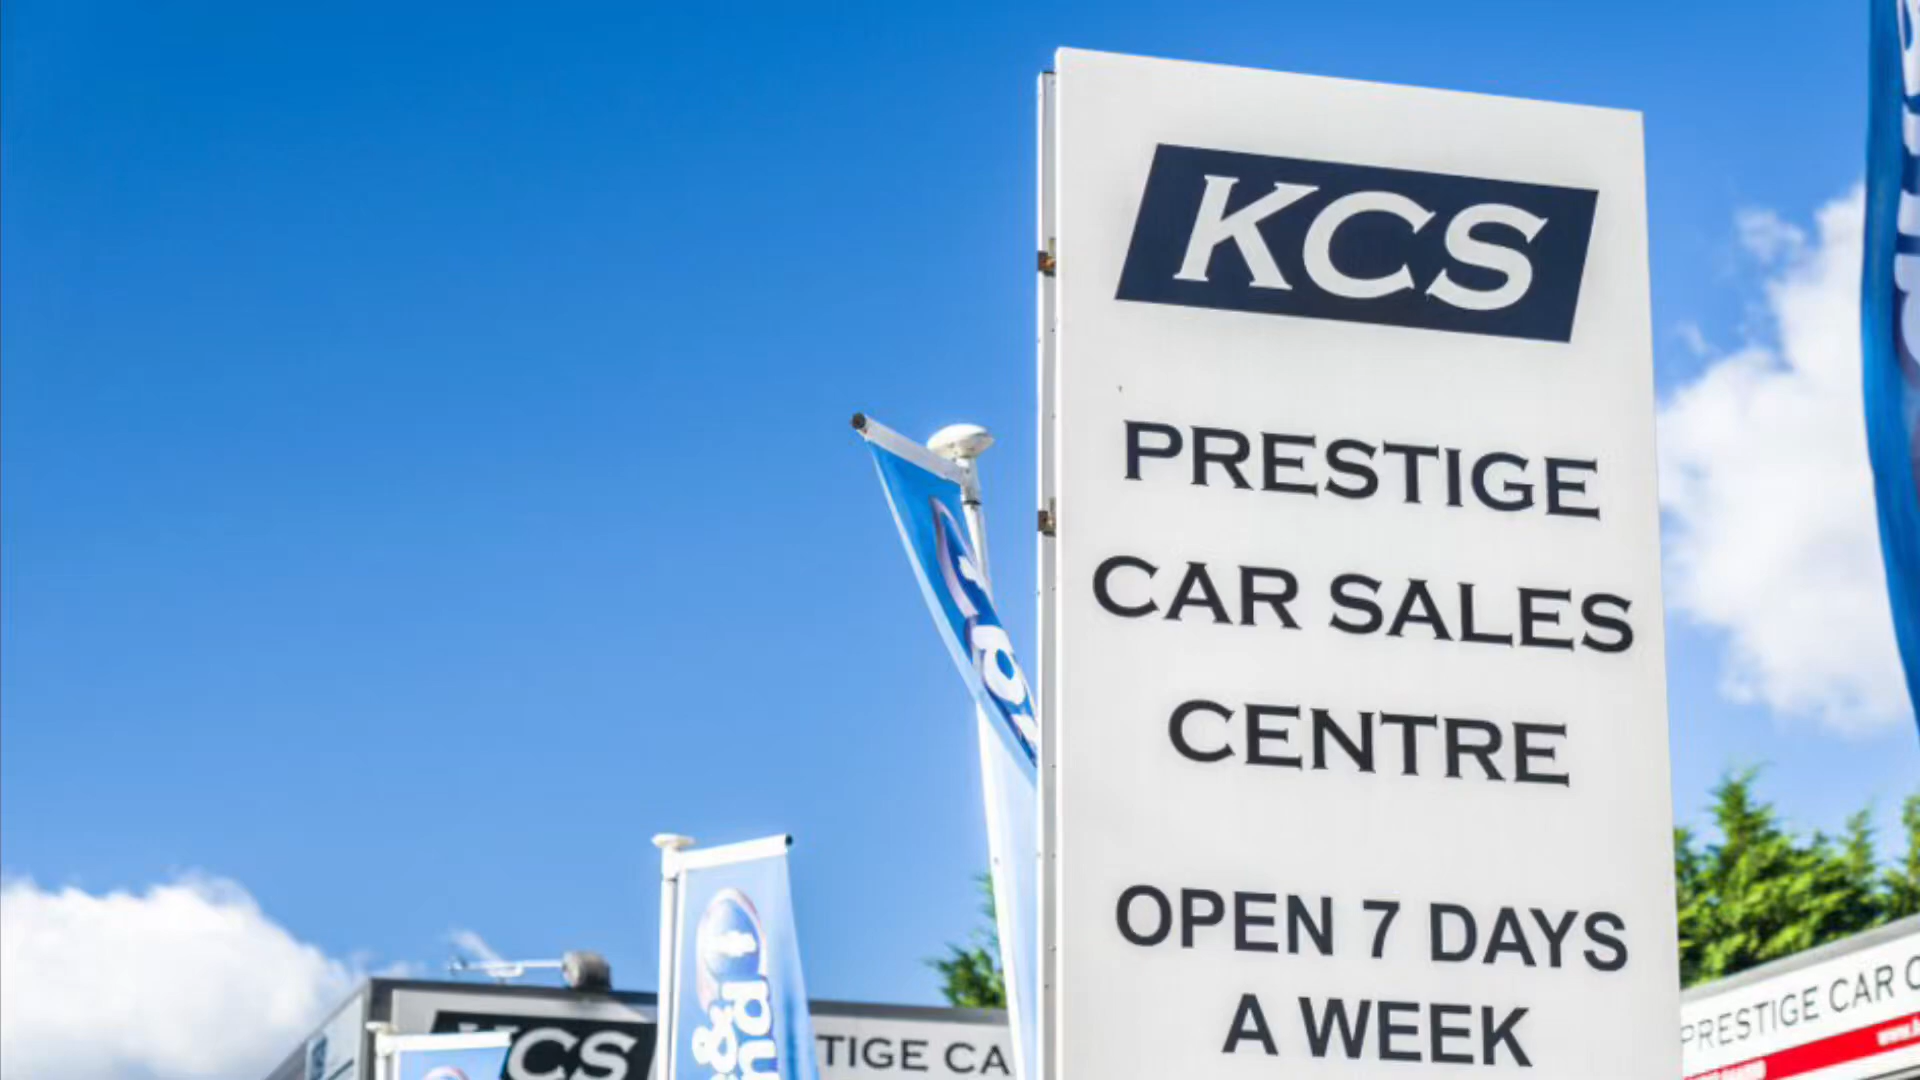 KCS
PRESTIGE
CAR SALES
CENTRE
OPEN 7 DAYS
A WEEK
KCS
TIGE CA
PRESTIGE CAR